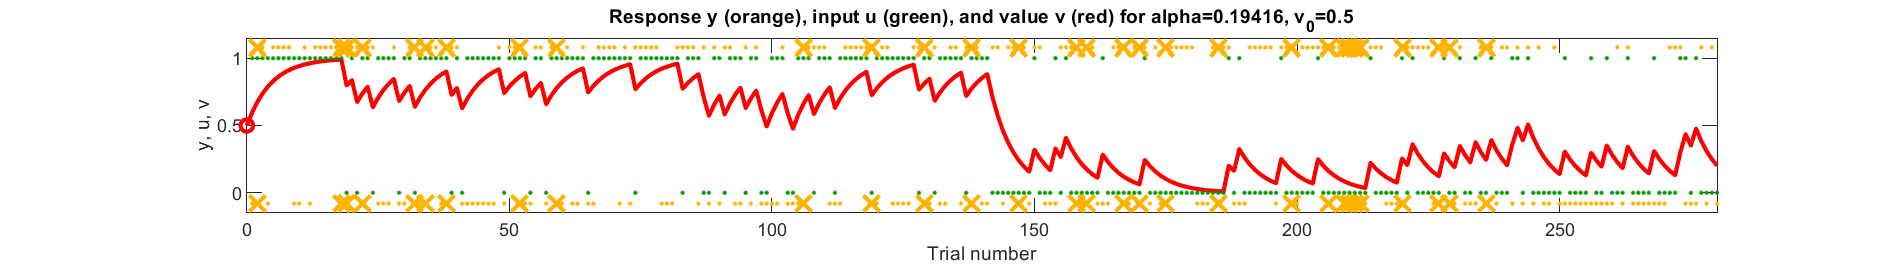 Response y (orange), input u (green), and value v (red) for alpha=0.19416, v0=0.5
1
0.5
0
y, u, v
0 50 100 150 200 250
Trial number